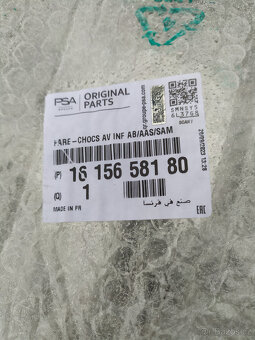 PSA
ORIGINAL
PARTS
PARE-CHOCS AV INF AB/AAS/SAM
(P) 16 156 581 80
(Q) 1
MADE IN FR
صنع في فرنسا
EAC